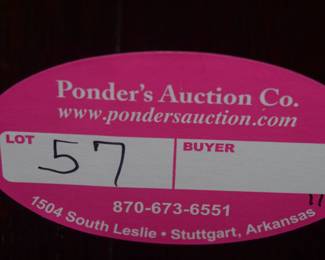 Ponder's Auction Co.
www.pondersauction.com
LOT 57 BUYER
870-673-6551
1504 South Leslie • Stuttgart, Arkansas